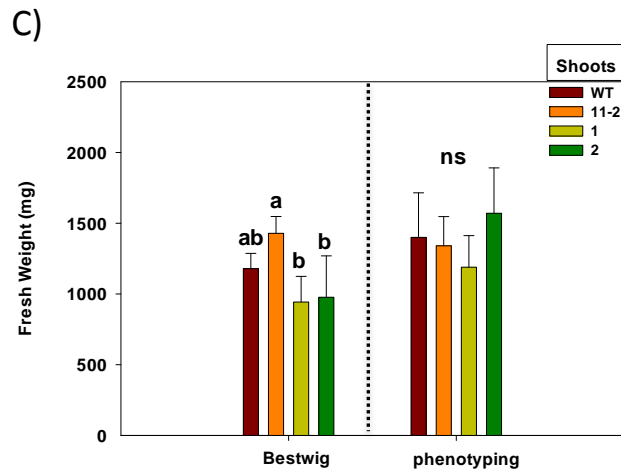 C)
Shoots
WT
11-2
1
2
2500
2000
1500
1000
500
0
Fresh Weight (mg)
ab
a
b
b
ns
Bestwig
phenotyping